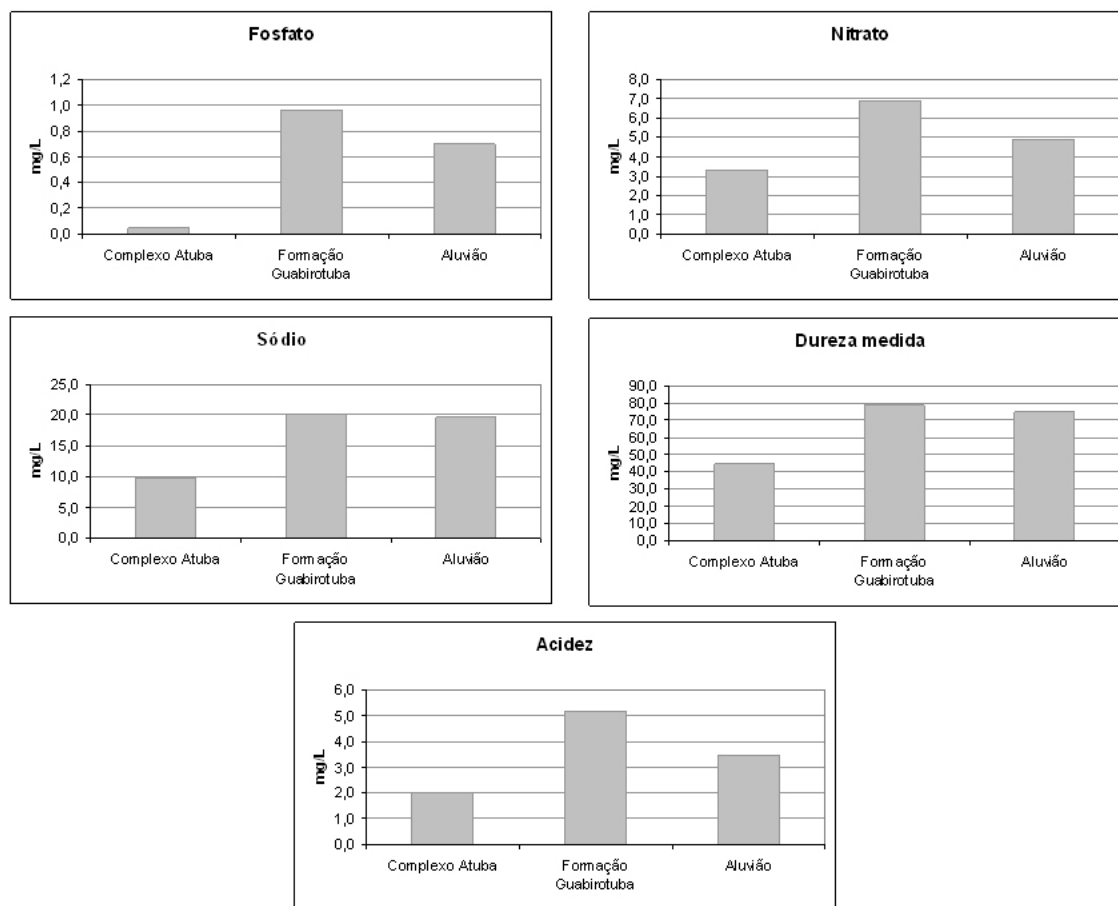 Fosfato
mg/L
1,2
1,0
0,8
0,6
0,4
0,2
0,0
Complexo Atuba
Formação
Guabirotuba
Aluvião
Nitrato
mg/L
8,0
7,0
6,0
5,0
4,0
3,0
2,0
1,0
0,0
Complexo Atuba
Formação
Guabirotuba
Aluvião
Sódio
mg/L
25,0
20,0
15,0
10,0
5,0
0,0
Complexo Atuba
Formação
Guabirotuba
Aluvião
Dureza medida
mg/L
90,0
80,0
70,0
60,0
50,0
40,0
30,0
20,0
10,0
0,0
Complexo Atuba
Formação
Guabirotuba
Aluvião
Acidez
mg/L
6,0
5,0
4,0
3,0
2,0
1,0
0,0
Complexo Atuba
Formação
Guabirotuba
Aluvião